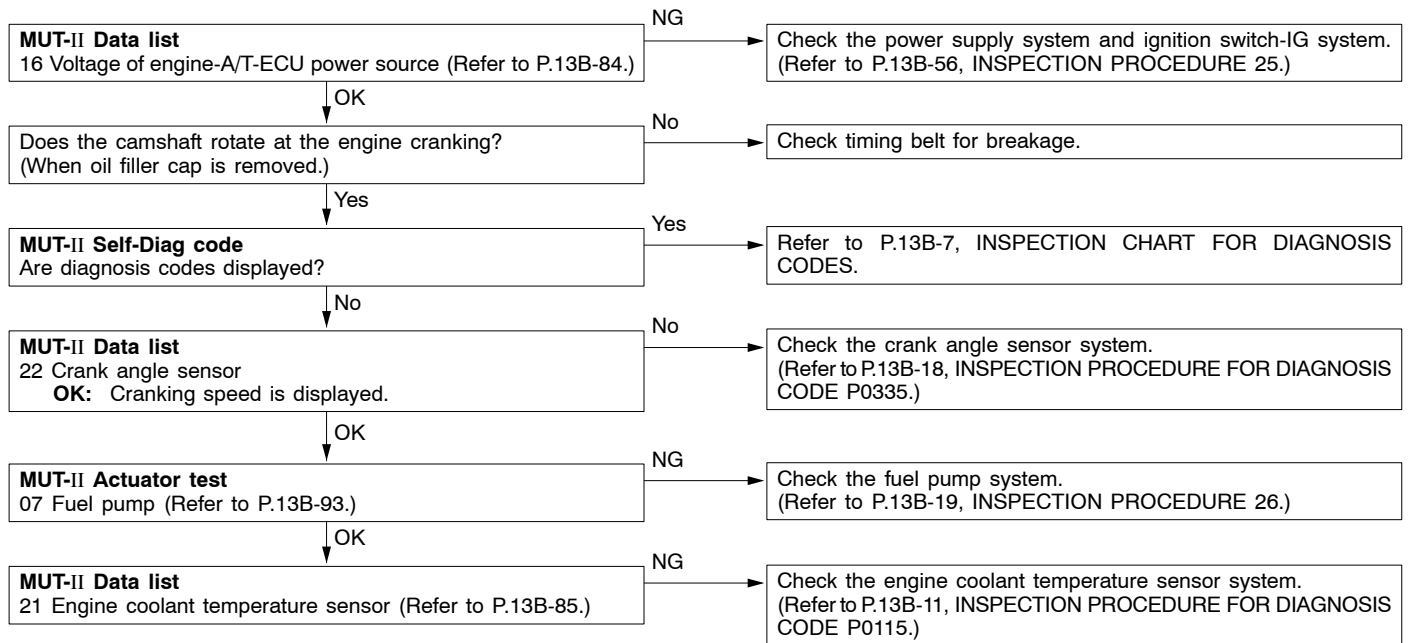 MUT-II Data list
16 Voltage of engine-A/T-ECU power source (Refer to P.13B-84.)
NG
Check the power supply system and ignition switch-IG system.
(Refer to P.13B-56, INSPECTION PROCEDURE 25.)
OK
Does the camshaft rotate at the engine cranking?
(When oil filler cap is removed.)
No
Check timing belt for breakage.
Yes
MUT-II Self-Diag code
Are diagnosis codes displayed?
Yes
Refer to P.13B-7, INSPECTION CHART FOR DIAGNOSIS
CODES.
No
MUT-II Data list
22 Crank angle sensor
OK: Cranking speed is displayed.
No
Check the crank angle sensor system.
(Refer to P.13B-18, INSPECTION PROCEDURE FOR DIAGNOSIS
CODE P0335.)
OK
MUT-II Actuator test
07 Fuel pump (Refer to P.13B-93.)
NG
Check the fuel pump system.
(Refer to P.13B-19, INSPECTION PROCEDURE 26.)
OK
MUT-II Data list
21 Engine coolant temperature sensor (Refer to P.13B-85.)
NG
Check the engine coolant temperature sensor system.
(Refer to P.13B-11, INSPECTION PROCEDURE FOR DIAGNOSIS
CODE P0115.)